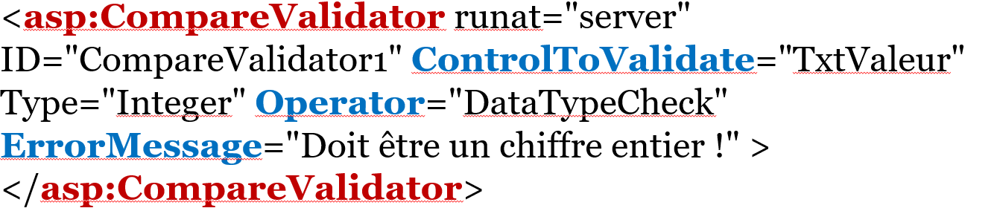 <asp:CompareValidator runat="server"
ID="CompareValidator1" ControlToValidate="TxtValeur"
Type="Integer" Operator="DataTypeCheck"
ErrorMessage="Doit être un chiffre entier !" >
</asp:CompareValidator>